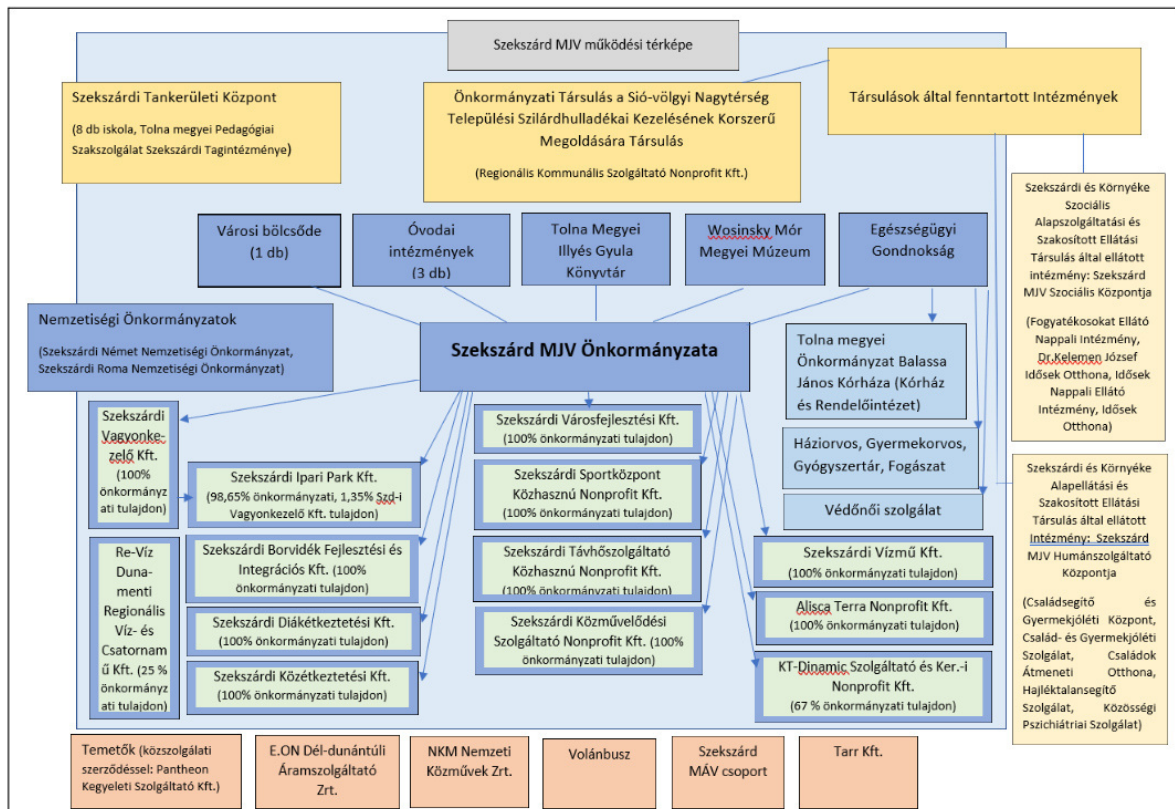 Szekszárd MJV működési térképe
Szekszárdi Tankerületi Központ
(8 db iskola, Tolna megyei Pedagógiai
Szakszolgálat Szekszárdi Tagintézménye)
Önkormányzati Társulás a Sió-völgyi Nagytérség
Települési Szilárdhulladékai Kezelésének Korszerű
Megoldására Társulás
(Regionális Kommunális Szolgáltató Nonprofit Kft.)
Társulások által fenntartott Intézmények
Városi bölcsőde
(1 db)
Óvodai
intézmények
(3 db)
Tolna Megyei
Illyés Gyula
Könyvtár
Wosinsky Mór
Megyei Múzeum
Egészségügyi
Gondnokság
Szekszárdi és Környéke
Szociális
Alapszolgáltatási és
Szakosított Ellátási
Társulás által ellátott
intézmény: Szekszárd
MJV Szociális Központja
(Fogyatékosokat Ellátó
Nappali Intézmény,
Dr.Kelemen József
Idősek Otthona, Idősek
Nappali Ellátó
Intézmény, Idősek
Otthona)
Nemzetiségi Önkormányzatok
(Szekszárdi Német Nemzetiségi Önkormányzat,
Szekszárdi Roma Nemzetiségi Önkormányzat)
Szekszárd MJV Önkormányzata
Tolna megyei
Önkormányzat Balassa
János Kórháza (Kórház
és Rendelőintézet)
Háziorvos, Gyermekorvos,
Gyógyszertár, Fogászat
Védőnői szolgálat
Szekszárdi
Vagyonke-
zelő Kft.
(100%
önkormányz
ati tulajdon)
Szekszárdi Ipari Park Kft.
(98,65% önkormányzati, 1,35% Szd-i
Vagyonkezelő Kft. tulajdon)
Szekszárdi Városfejlesztési Kft.
(100% önkormányzati tulajdon)
Szekszárdi Sportközpont
Közhasznú Nonprofit Kft.
(100% önkormányzati tulajdon)
Re-Víz
Duna-
menti
Regionális
Víz- és
Csatornam
ű Kft. (25 %
önkormányz
ati tulajdon)
Szekszárdi Borvidék Fejlesztési és
Integrációs Kft. (100%
önkormányzati tulajdon)
Szekszárdi Távhőszolgáltató
Közhasznú Nonprofit Kft.
(100% önkormányzati tulajdon)
Szekszárdi Vízmű Kft.
(100% önkormányzati tulajdon)
Szekszárdi Diákétkeztetési Kft.
(100% önkormányzati tulajdon)
Szekszárdi Közművelődési
Szolgáltató Nonprofit Kft. (100%
önkormányzati tulajdon)
Alisca Terra Nonprofit Kft.
(100% önkormányzati tulajdon)
Szekszárdi Közétkeztetési Kft.
(100% önkormányzati tulajdon)
KT-Dinamic Szolgáltató és Ker.-i
Nonprofit Kft.
(67 % önkormányzati tulajdon)
Szekszárdi és Környéke
Alapellátási és
Szakosított Ellátási
Társulás által ellátott
Intézmény: Szekszárd
MJV Humánszolgáltató
Központja
(Családsegítő és
Gyermekjóléti Központ,
Család- és Gyermekjóléti
Szolgálat, Családok
Átmeneti Otthona,
Hajléktalansegítő
Szolgálat, Közösségi
Pszichiátriai Szolgálat)
Temetők (közszolgálati
szerződéssel: Pantheon
Kegyeleti Szolgáltató Kft.)
E.ON Dél-dunántúli
Áramszolgáltató
Zrt.
NKM Nemzeti
Közművek Zrt.
Volánbusz
Szekszárd
MÁV csoport
Tarr Kft.